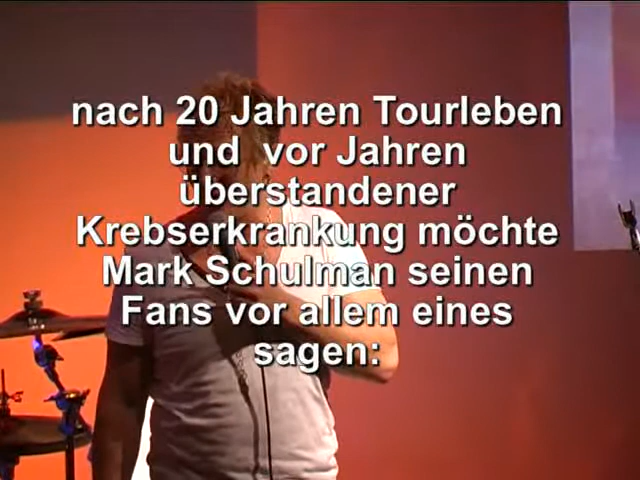 nach 20 Jahren Tourleben
und vor Jahren
überstandener
Krebserkrankung möchte
Mark Schulman seinen
Fans vor allem eines
sagen: